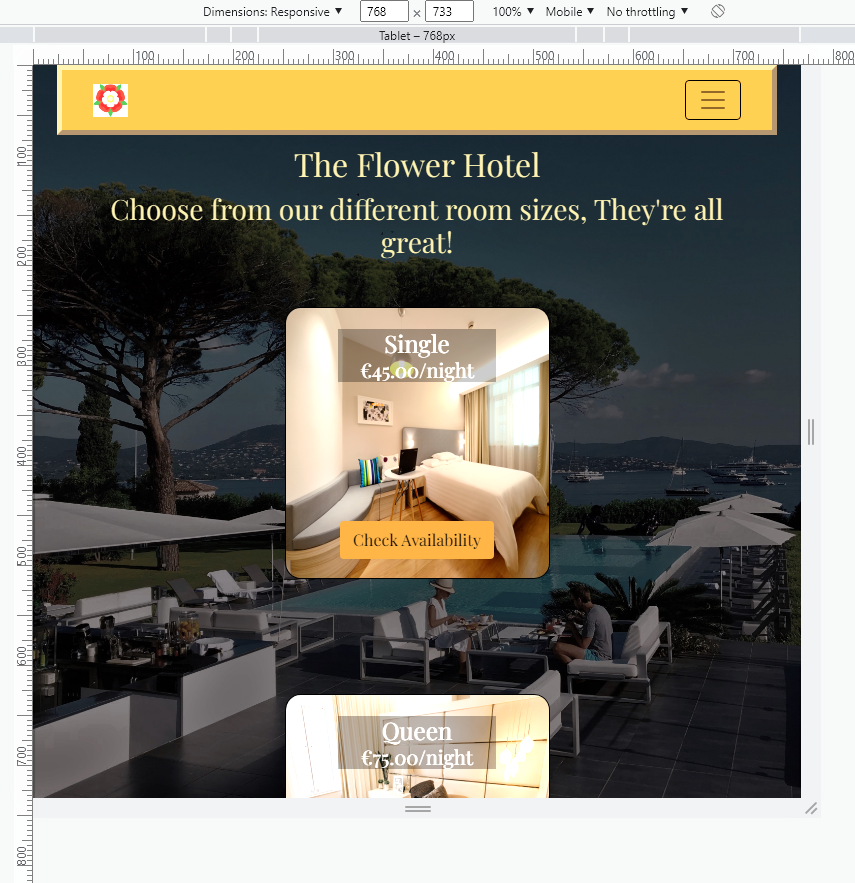 Dimensions: Responsive ▼ 768 × 733 100% ▼ Mobile ▼ No throttling ▼
Tablet – 768px
100 200 300 400 500 600 700 800
The Flower Hotel
Choose from our different room sizes, They're all
great!
Single
€45.00/night
Check Availability
Queen
€75.00/night
100
200
300
400
500
600
700
800